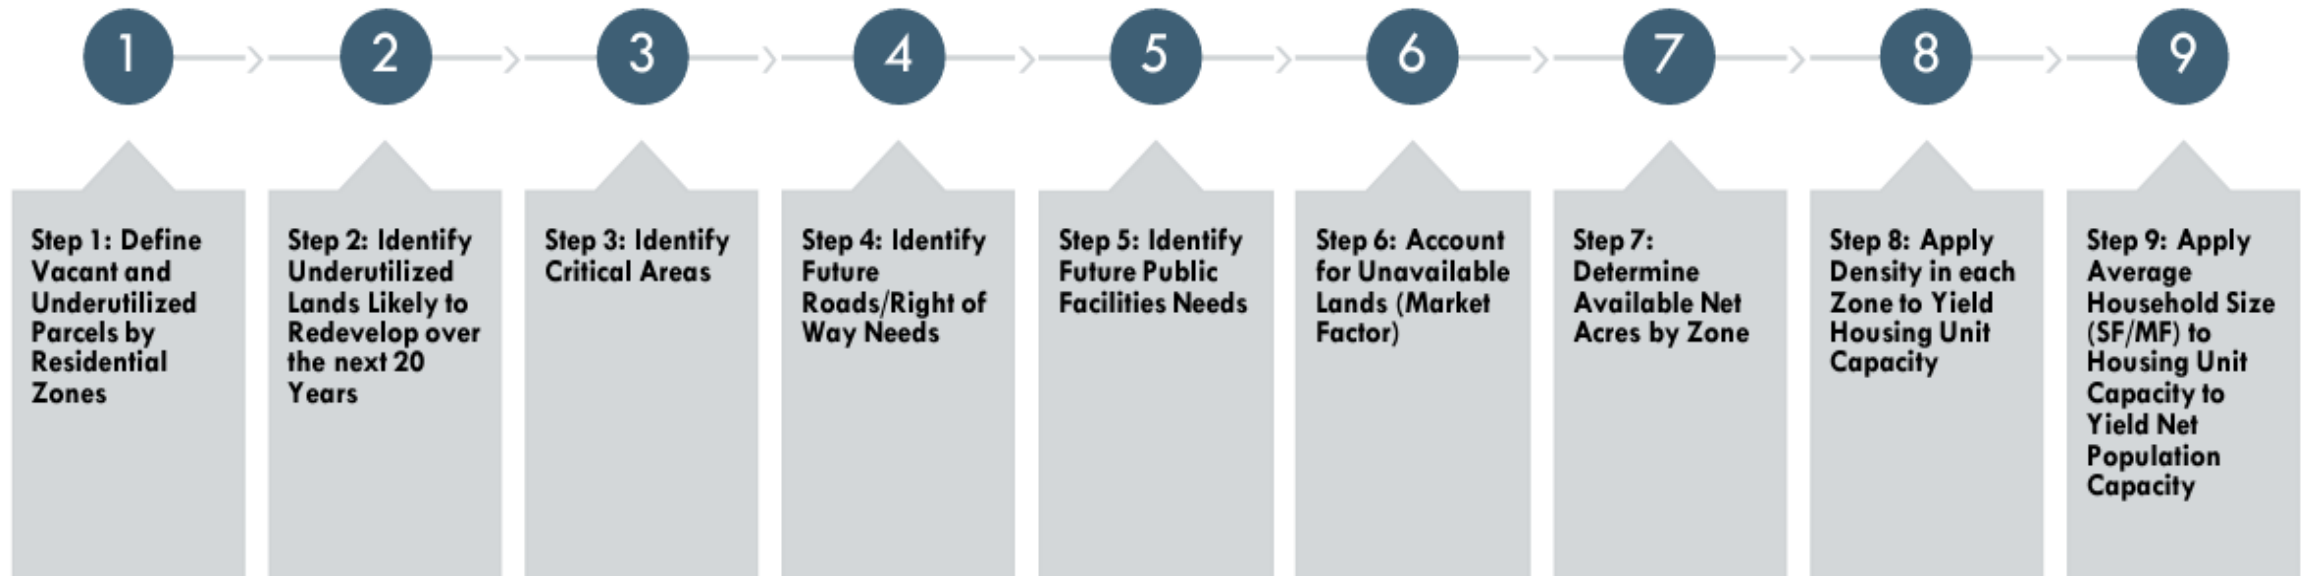 1
2
3
4
5
6
7
8
9
Step 1: Define
Vacant and
Underutilized
Parcels by
Residential
Zones
Step 2: Identify
Underutilized
Lands Likely to
Redevelop over
the next 20
Years
Step 3: Identify
Critical Areas
Step 4: Identify
Future
Roads/Right of
Way Needs
Step 5: Identify
Future Public
Facilities Needs
Step 6: Account
for Unavailable
Lands (Market
Factor)
Step 7:
Determine
Available Net
Acres by Zone
Step 8: Apply
Density in each
Zone to Yield
Housing Unit
Capacity
Step 9: Apply
Average
Household Size
(SF/MF) to
Housing Unit
Capacity to
Yield Net
Population
Capacity